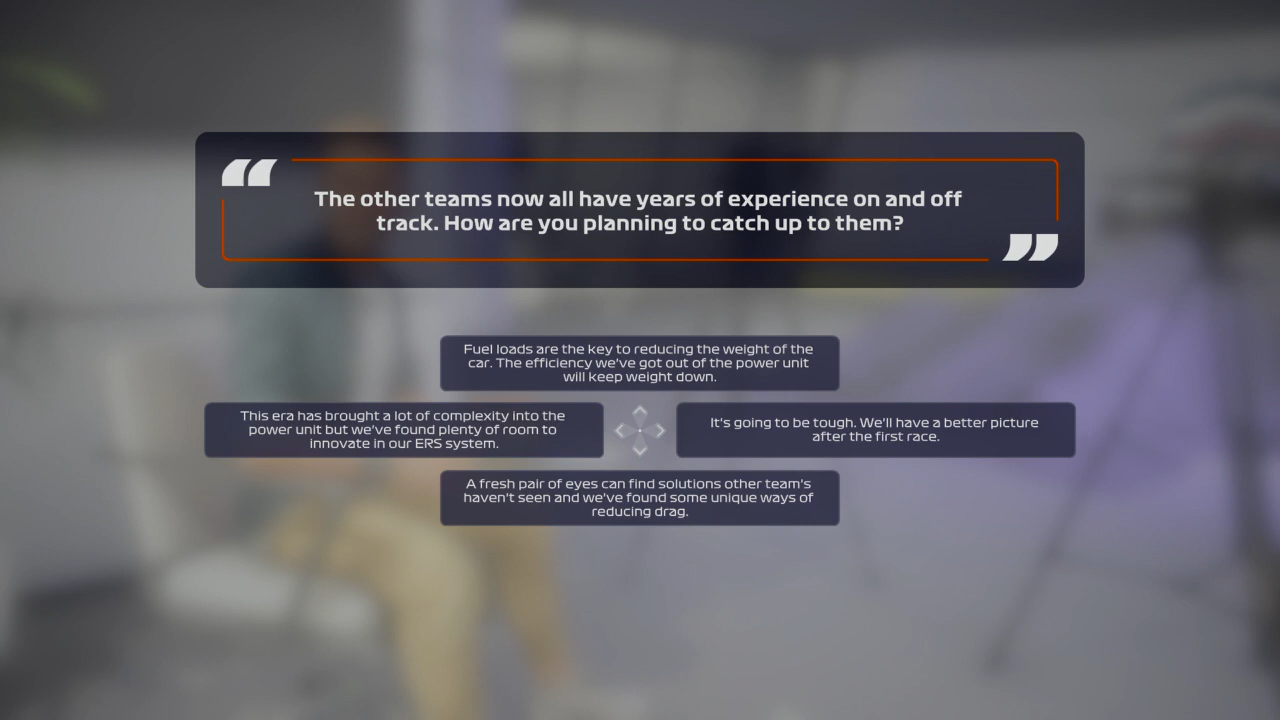 The other teams now all have years of experience on and off
track. How are you planning to catch up to them?
Fuel loads are the key to reducing the weight of the
car. The efficiency we've got out of the power unit
will keep weight down.
This era has brought a lot of complexity into the
power unit but we've found plenty of room to
innovate in our ERS system.
It's going to be tough. We'll have a better picture
after the first race.
A fresh pair of eyes can find solutions other team's
haven't seen and we've found some unique ways of
reducing drag.